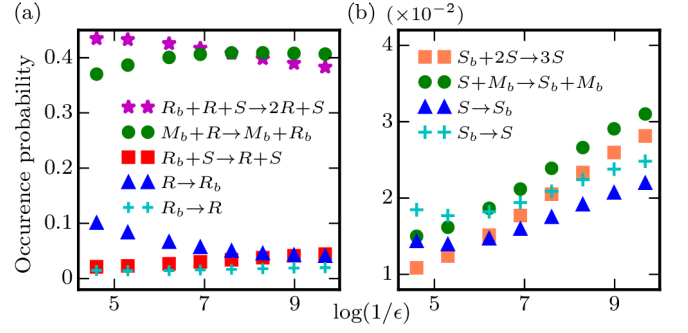 (a)
(b) (×10⁻²)
Occurence probability
0.4
0.2
0.1
0
R_b+R+S→2R+S
M_b+R→M_b+R_b
R_b+S→R+S
R→R_b
R_b→R
5 7 9
4
3
2
1
S_b+2S→3S
S+M_b→S_b+M_b
S→S_b
S_b→S
5 7 9
log(1/ϵ)